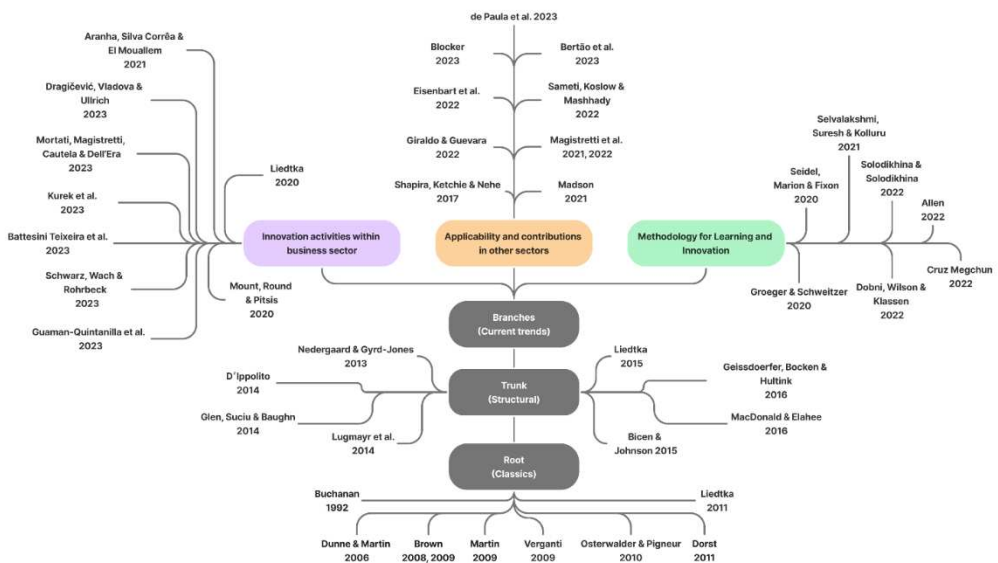 de Paula et al. 2023
Aranha, Silva Corrêa &
El Mouallem
2021
Blocker
2023
Bertão et al.
2023
Dragičević, Vladova &
Ullrich
2023
Eisenbart et al.
2022
Sameti, Koslow &
Mashhady
2022
Mortati, Magistretti,
Cautela & Dell'Era
2023
Giraldo & Guevara
2022
Magistretti et al.
2021, 2022
Selvalakshmi,
Suresh & Kolluru
2021
Liedtka
2020
Seidel,
Marion & Fixon
2020
Solodikhina &
Solodikhina
2022
Kurek et al.
2023
Shapira, Ketchie & Nehe
2017
Madson
2021
Allen
2022
Battesini Teixeira et al.
2023
Innovation activities within
business sector
Applicability and contributions
in other sectors
Methodology for Learning and
Innovation
Schwarz, Wach &
Rohrbeck
2023
Mount, Round
& Pitsis
2020
Groeger & Schweitzer
2020
Dobni, Wilson &
Klassen
2022
Cruz Megchun
2022
Guaman-Quintanilla et al.
2023
Branches
(Current trends)
Nedergaard & Gyrd-Jones
2013
Liedtka
2015
D´Ippolito
2014
Trunk
(Structural)
Geissdoerfer, Bocken &
Hultink
2016
Glen, Suciu & Baughn
2014
MacDonald & Elahee
2016
Lugmayr et al.
2014
Bicen &
Johnson 2015
Root
(Classics)
Buchanan
1992
Liedtka
2011
Dunne & Martin
2006
Brown
2008, 2009
Martin
2009
Verganti
2009
Osterwalder & Pigneur
2010
Dorst
2011